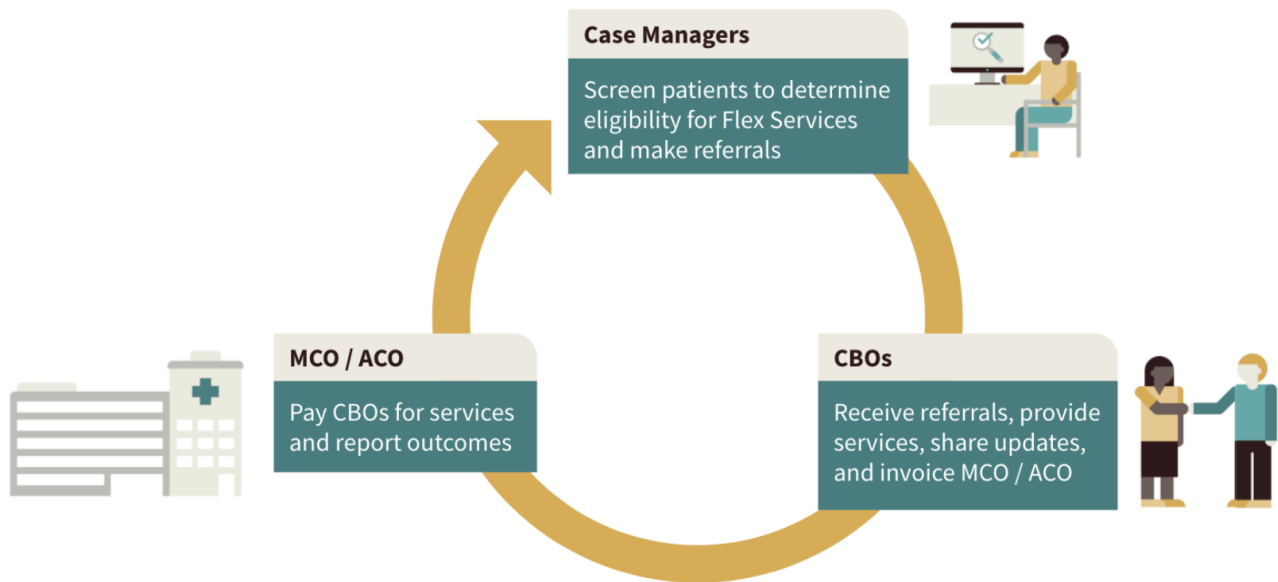 Case Managers
Screen patients to determine
eligibility for Flex Services
and make referrals
MCO / ACO
Pay CBOs for services
and report outcomes
CBOs
Receive referrals, provide
services, share updates,
and invoice MCO / ACO